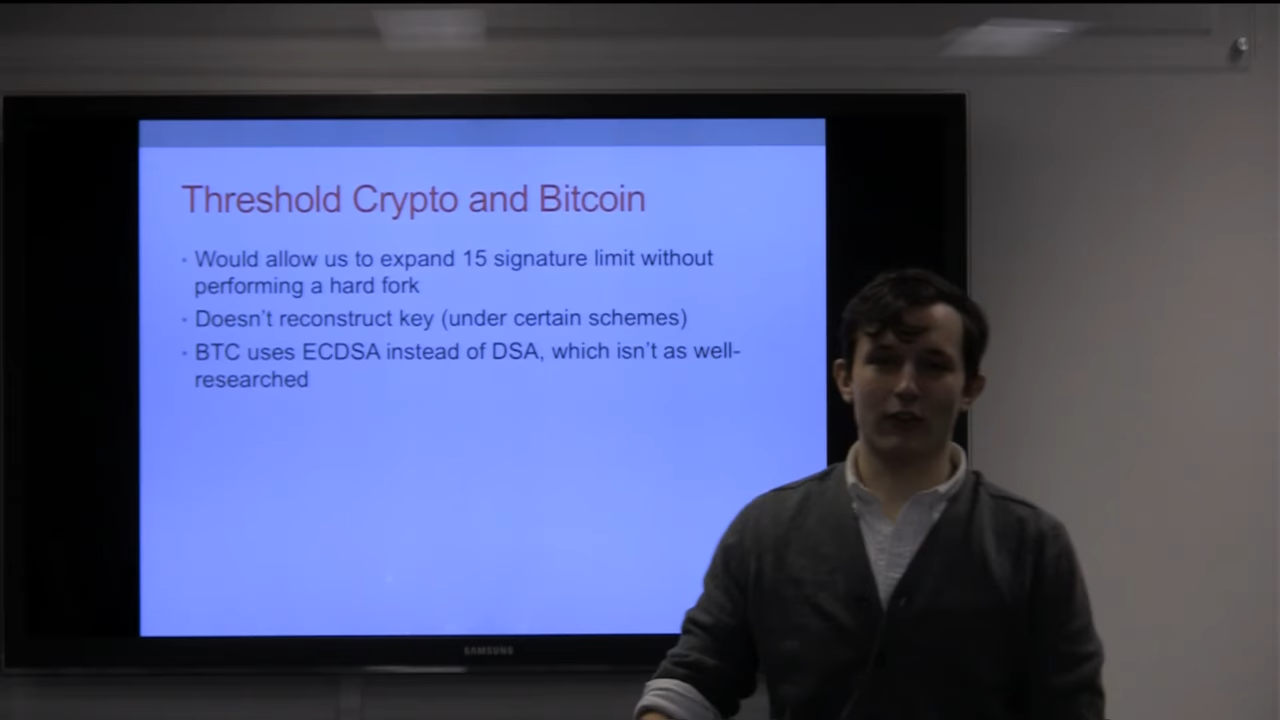 Threshold Crypto and Bitcoin
· Would allow us to expand 15 signature limit without
performing a hard fork
· Doesn't reconstruct key (under certain schemes)
· BTC uses ECDSA instead of DSA, which isn't as well-
researched
SAMSUNG